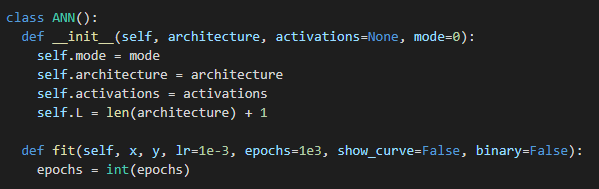 class ANN():
  def __init__(self, architecture, activations=None, mode=0):
    self.mode = mode
    self.architecture = architecture
    self.activations = activations
    self.L = len(architecture) + 1

  def fit(self, x, y, lr=1e-3, epochs=1e3, show_curve=False, binary=False):
    epochs = int(epochs)